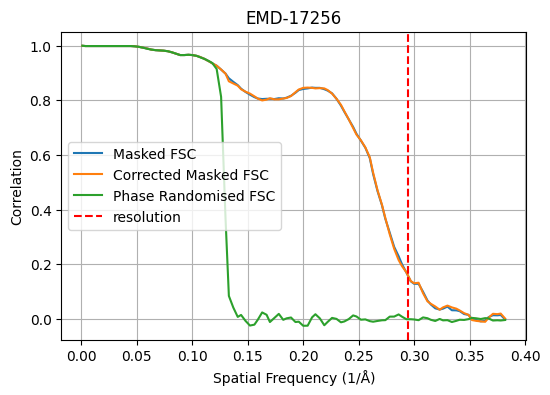 EMD-17256
1.0
0.8
0.6
0.4
0.2
0.0
Correlation
Masked FSC
Corrected Masked FSC
Phase Randomised FSC
resolution
0.00 0.05 0.10 0.15 0.20 0.25 0.30 0.35 0.40
Spatial Frequency (1/Å)